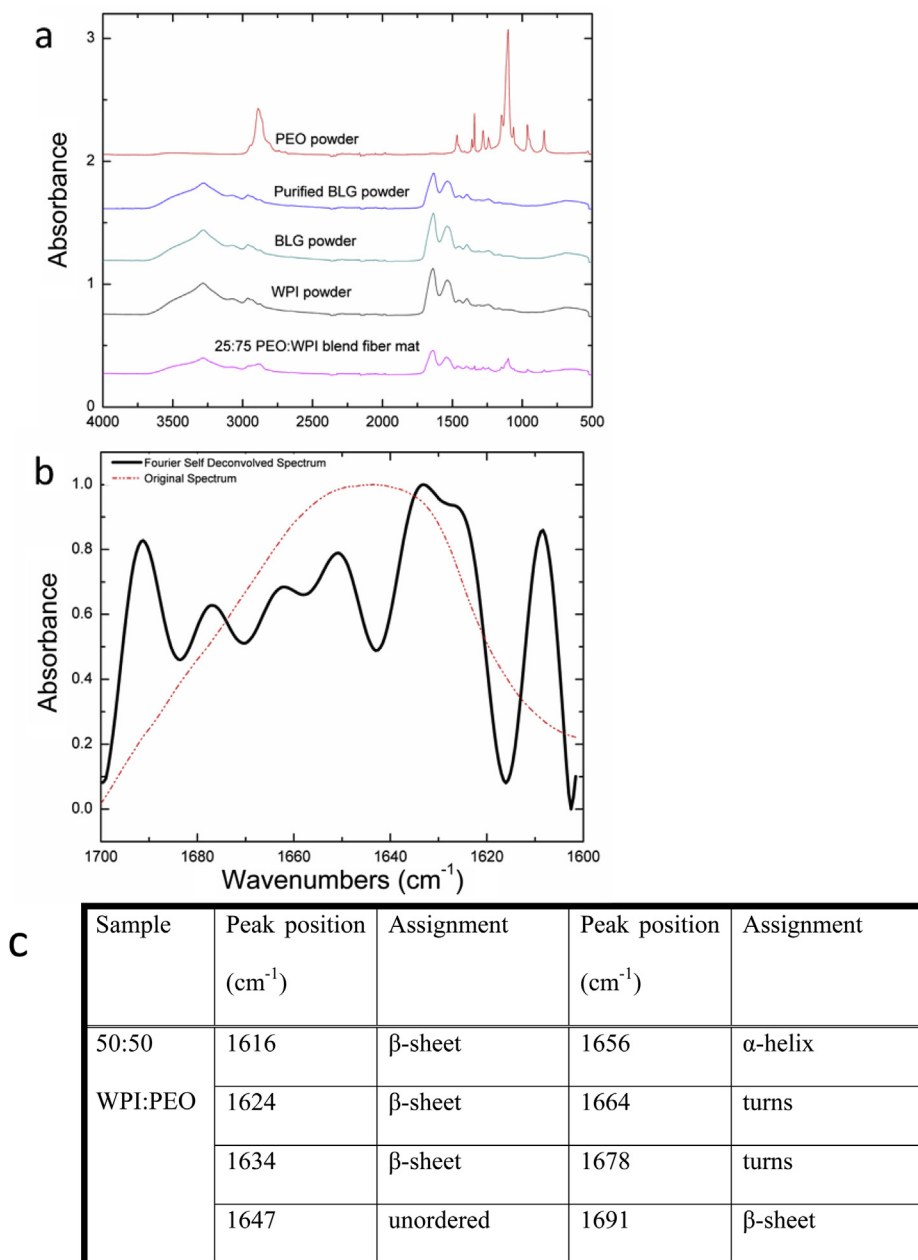 a
3
PEO powder
2
Purified BLG powder
Absorbance
BLG powder
1
WPI powder
25:75 PEO:WPI blend fiber mat
0
4000 3500 3000 2500 2000 1500 1000 500
b
Fourier Self Deconvolved Spectrum
Original Spectrum
1.0
0.8
0.6
Absorbance
0.4
0.2
0.0
1700 1680 1660 1640 1620 1600
Wavenumbers (cm-1)
c
Sample Peak position Assignment Peak position Assignment
(cm-1) (cm-1)
50:50 1616 β-sheet 1656 α-helix
WPI:PEO 1624 β-sheet 1664 turns
1634 β-sheet 1678 turns
1647 unordered 1691 β-sheet